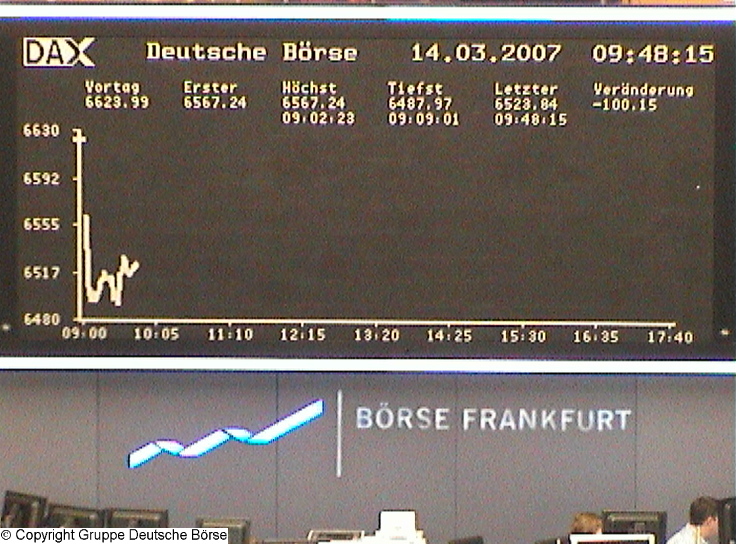 DAX Deutsche Börse 14.03.2007 09:48:15
Vortag Erster Höchst Tiefst Letzter Veränderung
6623.99 6567.24 6567.24 6487.97 6523.84 -100.15
09:02:23 09:09:01 09:48:15
6630
6592
6555
6517
6480
09:00 10:05 11:10 12:15 13:20 14:25 15:30 16:35 17:40
BÖRSE FRANKFURT
© Copyright Gruppe Deutsche Börse